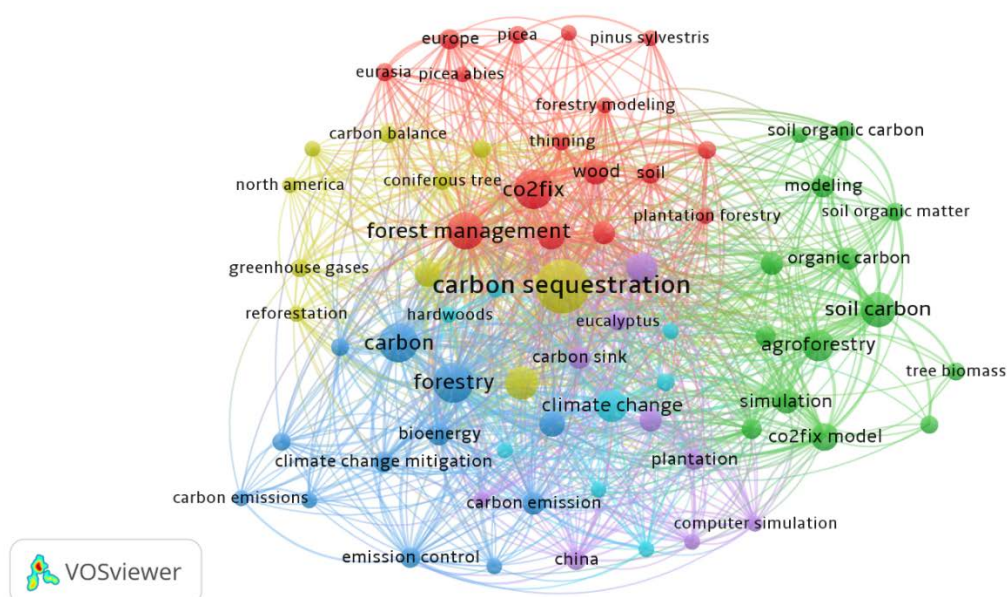 europe
picea
pinus sylvestris
eurasia
picea abies
forestry modeling
carbon balance
thinning
soil organic carbon
north america
coniferous tree
co2fix
wood
soil
modeling
plantation forestry
soil organic matter
forest management
greenhouse gases
organic carbon
carbon sequestration
reforestation
hardwoods
eucalyptus
soil carbon
carbon
carbon sink
agroforestry
forestry
tree biomass
climate change
simulation
bioenergy
co2fix model
climate change mitigation
plantation
carbon emissions
carbon emission
computer simulation
emission control
china
VOSviewer